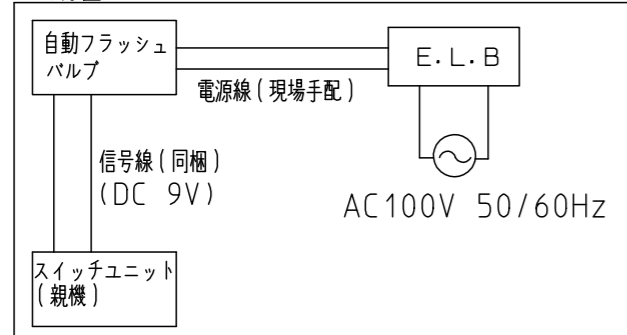 自動フラッシュ
バルブ
E.L.B
電源線(現場手配)
信号線(同梱)
(DC 9V)
AC100V 50/60Hz
スイッチユニット
(親機)